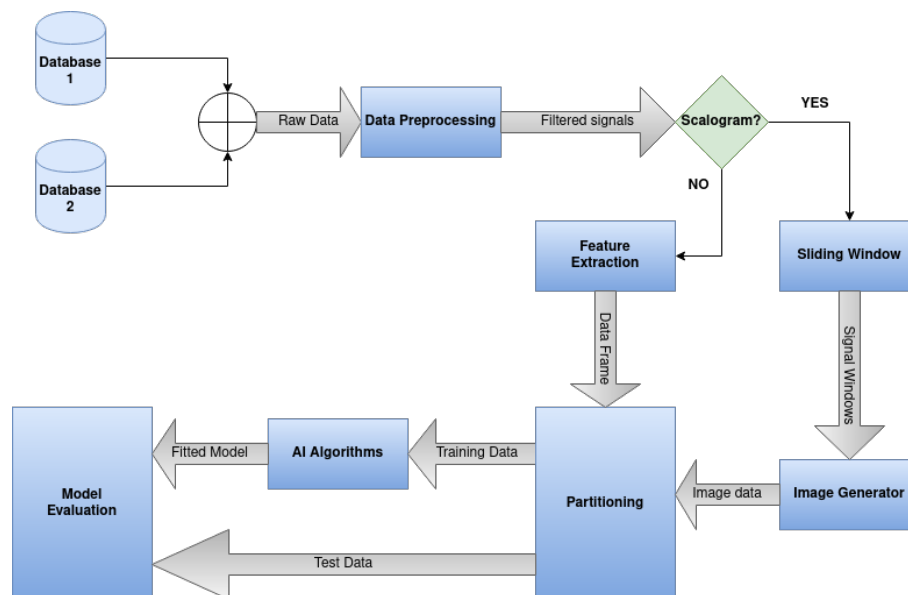 Database
1
Raw Data
Data Preprocessing
Filtered signals
Scalogram?
YES
NO
Database
2
Feature
Extraction
Sliding Window
Data Frame
Signal Windows
Fitted Model
AI Algorithms
Training Data
Model
Evaluation
Partitioning
Image data
Image Generator
Test Data